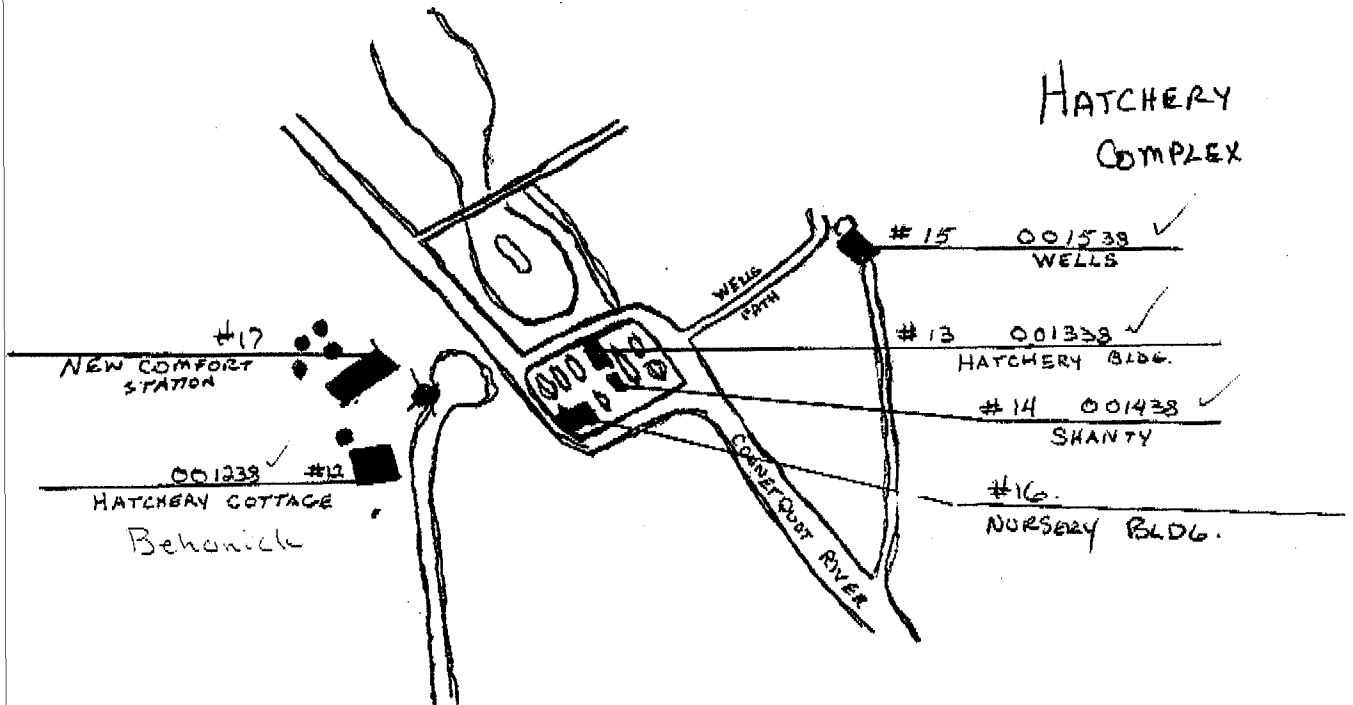 HATCHERY
COMPLEX
#15 001538 ✓
WELLS
WELLS
PATH
#17
NEW COMFORT
STATION
#13 001338 ✓
HATCHERY BLDG.
#14 001438 ✓
SHANTY
001238 ✓ #12
HATCHERY COTTAGE
Behanick
#16.
NURSERY BLDG.
CONNETQUOT RIVER